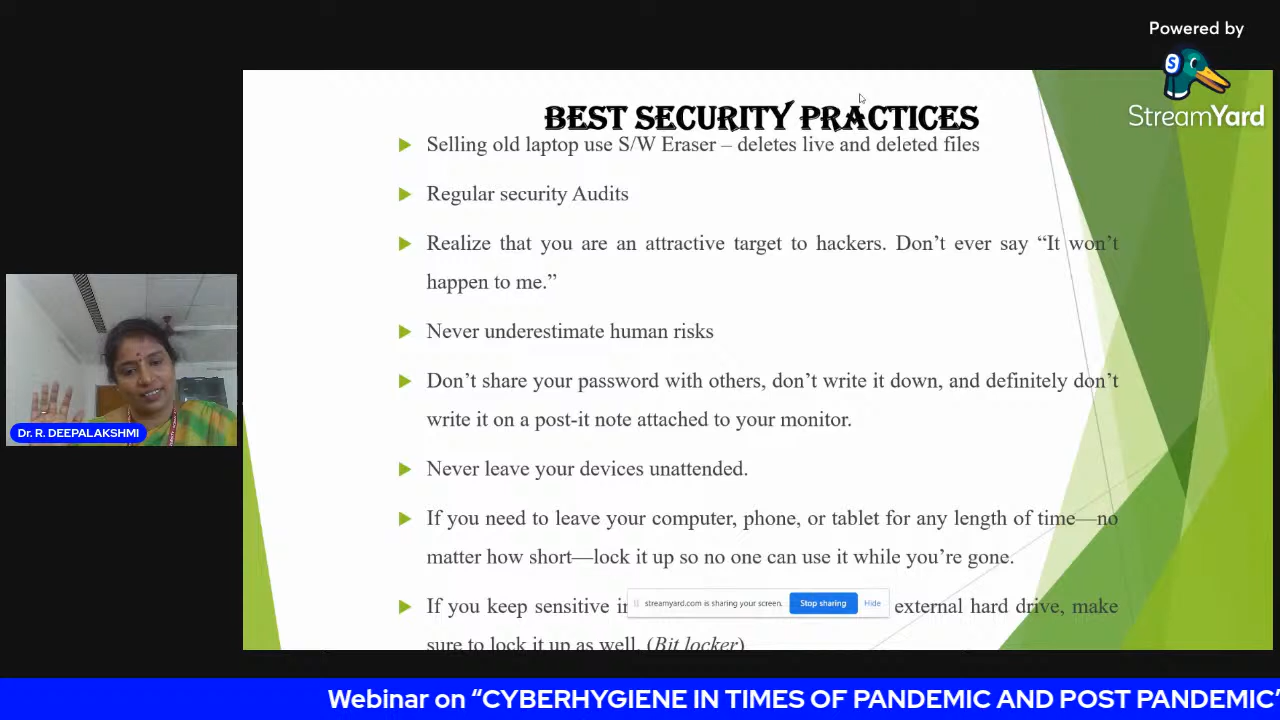 Powered by
StreamYard
BEST SECURITY PRACTICES
Selling old laptop use S/W Eraser – deletes live and deleted files
Regular security Audits
Realize that you are an attractive target to hackers. Don’t ever say “It won’t
happen to me.”
Never underestimate human risks
Don’t share your password with others, don’t write it down, and definitely don’t
write it on a post-it note attached to your monitor.
Never leave your devices unattended.
If you need to leave your computer, phone, or tablet for any length of time—no
matter how short—lock it up so no one can use it while you’re gone.
If you keep sensitive external hard drive, make
streamyard.com is sharing your screen. Stop sharing Hide
sure to lock it up as well. (Bit locker)
Dr. R. DEEPALAKSHMI
Webinar on “CYBERHYGIENE IN TIMES OF PANDEMIC AND POST PANDEMIC”